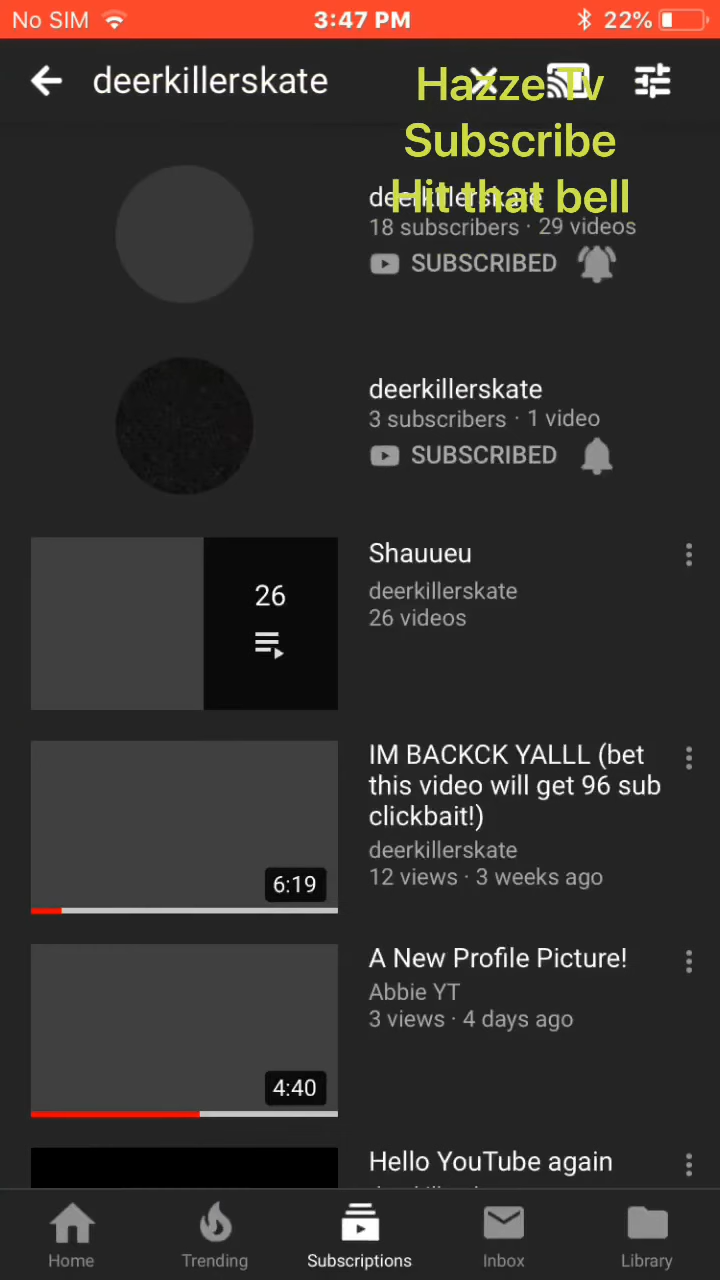 No SIM 3:47 PM 22%
deerkillerskate
Hazze Tv
Subscribe
Hit that bell
deerkillerskate
18 subscribers · 29 videos
SUBSCRIBED
deerkillerskate
3 subscribers · 1 video
SUBSCRIBED
26
Shauueu
deerkillerskate
26 videos
6:19
IM BACKCK YALLL (bet
this video will get 96 sub
clickbait!)
deerkillerskate
12 views · 3 weeks ago
4:40
A New Profile Picture!
Abbie YT
3 views · 4 days ago
Hello YouTube again
Home Trending Subscriptions Inbox Library